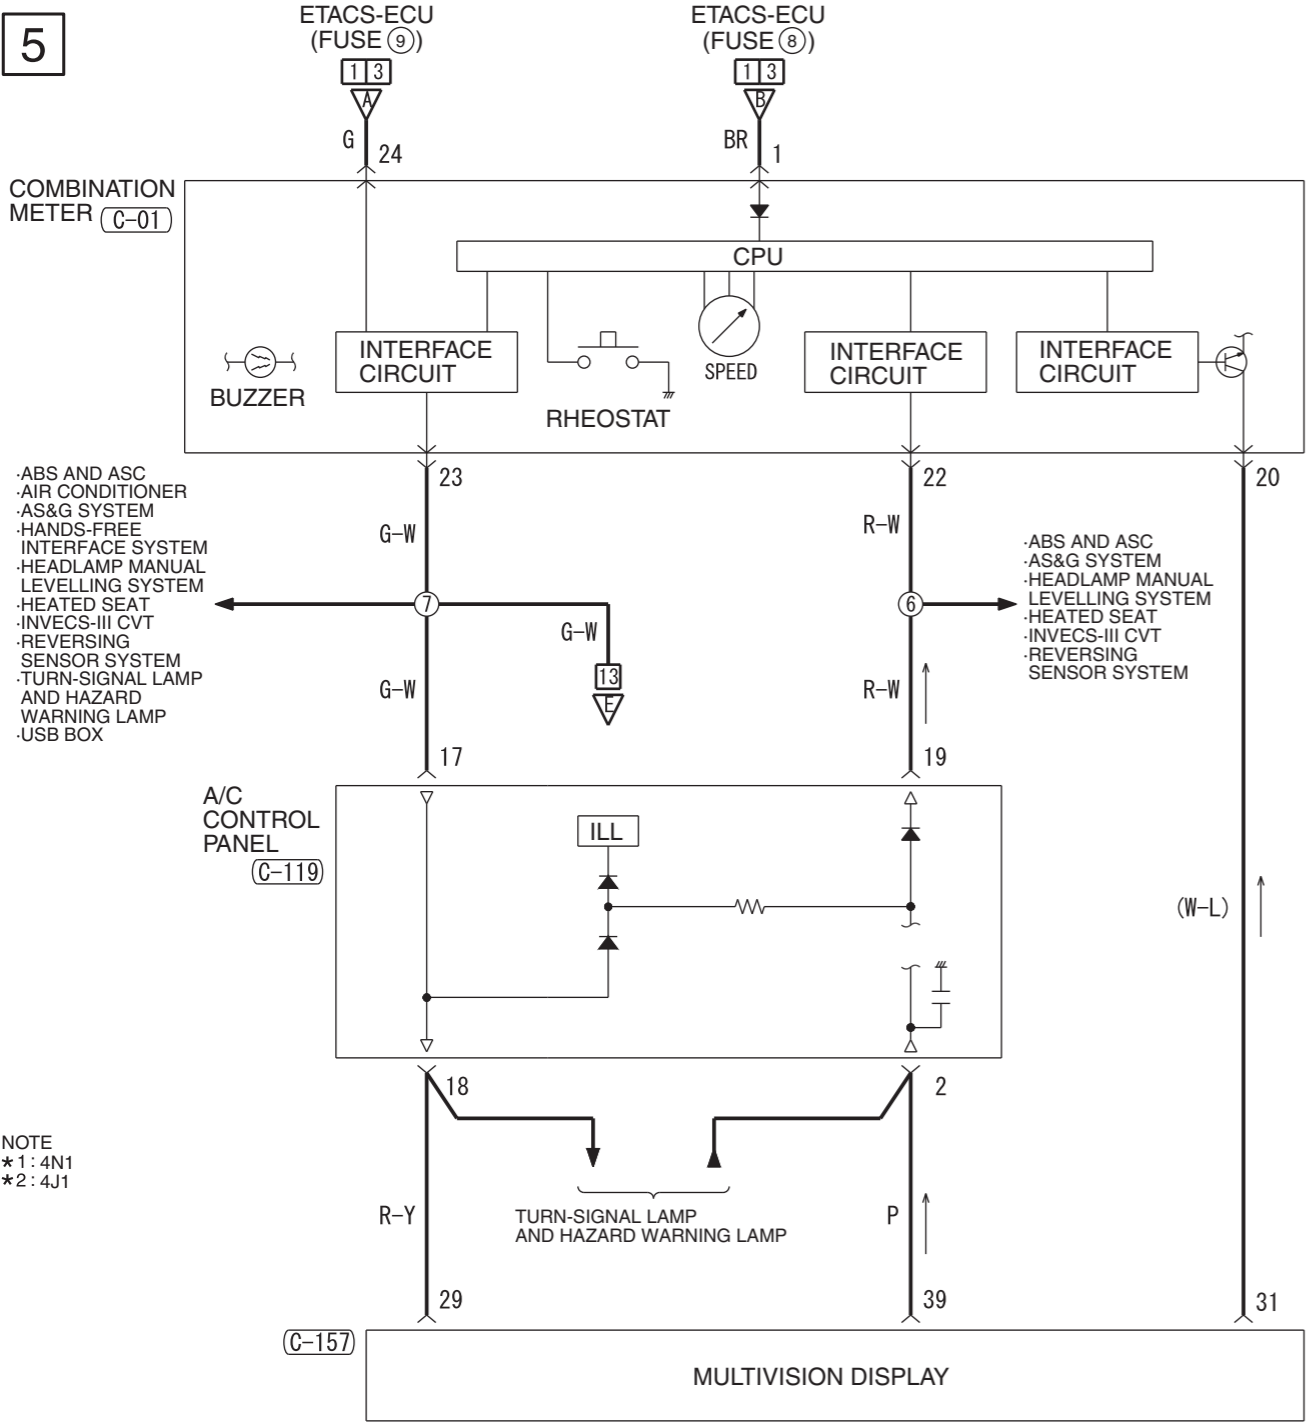 5
ETACS-ECU
(FUSE 9)
1 3
A
G
24
ETACS-ECU
(FUSE 8)
1 3
B
BR
1
COMBINATION
METER C-01
CPU
BUZZER
INTERFACE
CIRCUIT
RHEOSTAT
SPEED
INTERFACE
CIRCUIT
INTERFACE
CIRCUIT
23
22
20
·ABS AND ASC
·AIR CONDITIONER
·AS&G SYSTEM
·HANDS-FREE
INTERFACE SYSTEM
·HEADLAMP MANUAL
LEVELLING SYSTEM
·HEATED SEAT
·INVECS-III CVT
·REVERSING
SENSOR SYSTEM
·TURN-SIGNAL LAMP
AND HAZARD
WARNING LAMP
·USB BOX
G-W
7
G-W
13
E
G-W
R-W
6
R-W
·ABS AND ASC
·AS&G SYSTEM
·HEADLAMP MANUAL
LEVELLING SYSTEM
·HEATED SEAT
·INVECS-III CVT
·REVERSING
SENSOR SYSTEM
17
19
A/C
CONTROL
PANEL
C-119
ILL
(W-L)
18
2
NOTE
*1 : 4N1
*2 : 4J1
R-Y
TURN-SIGNAL LAMP
AND HAZARD WARNING LAMP
P
29
39
31
C-157
MULTIVISION DISPLAY